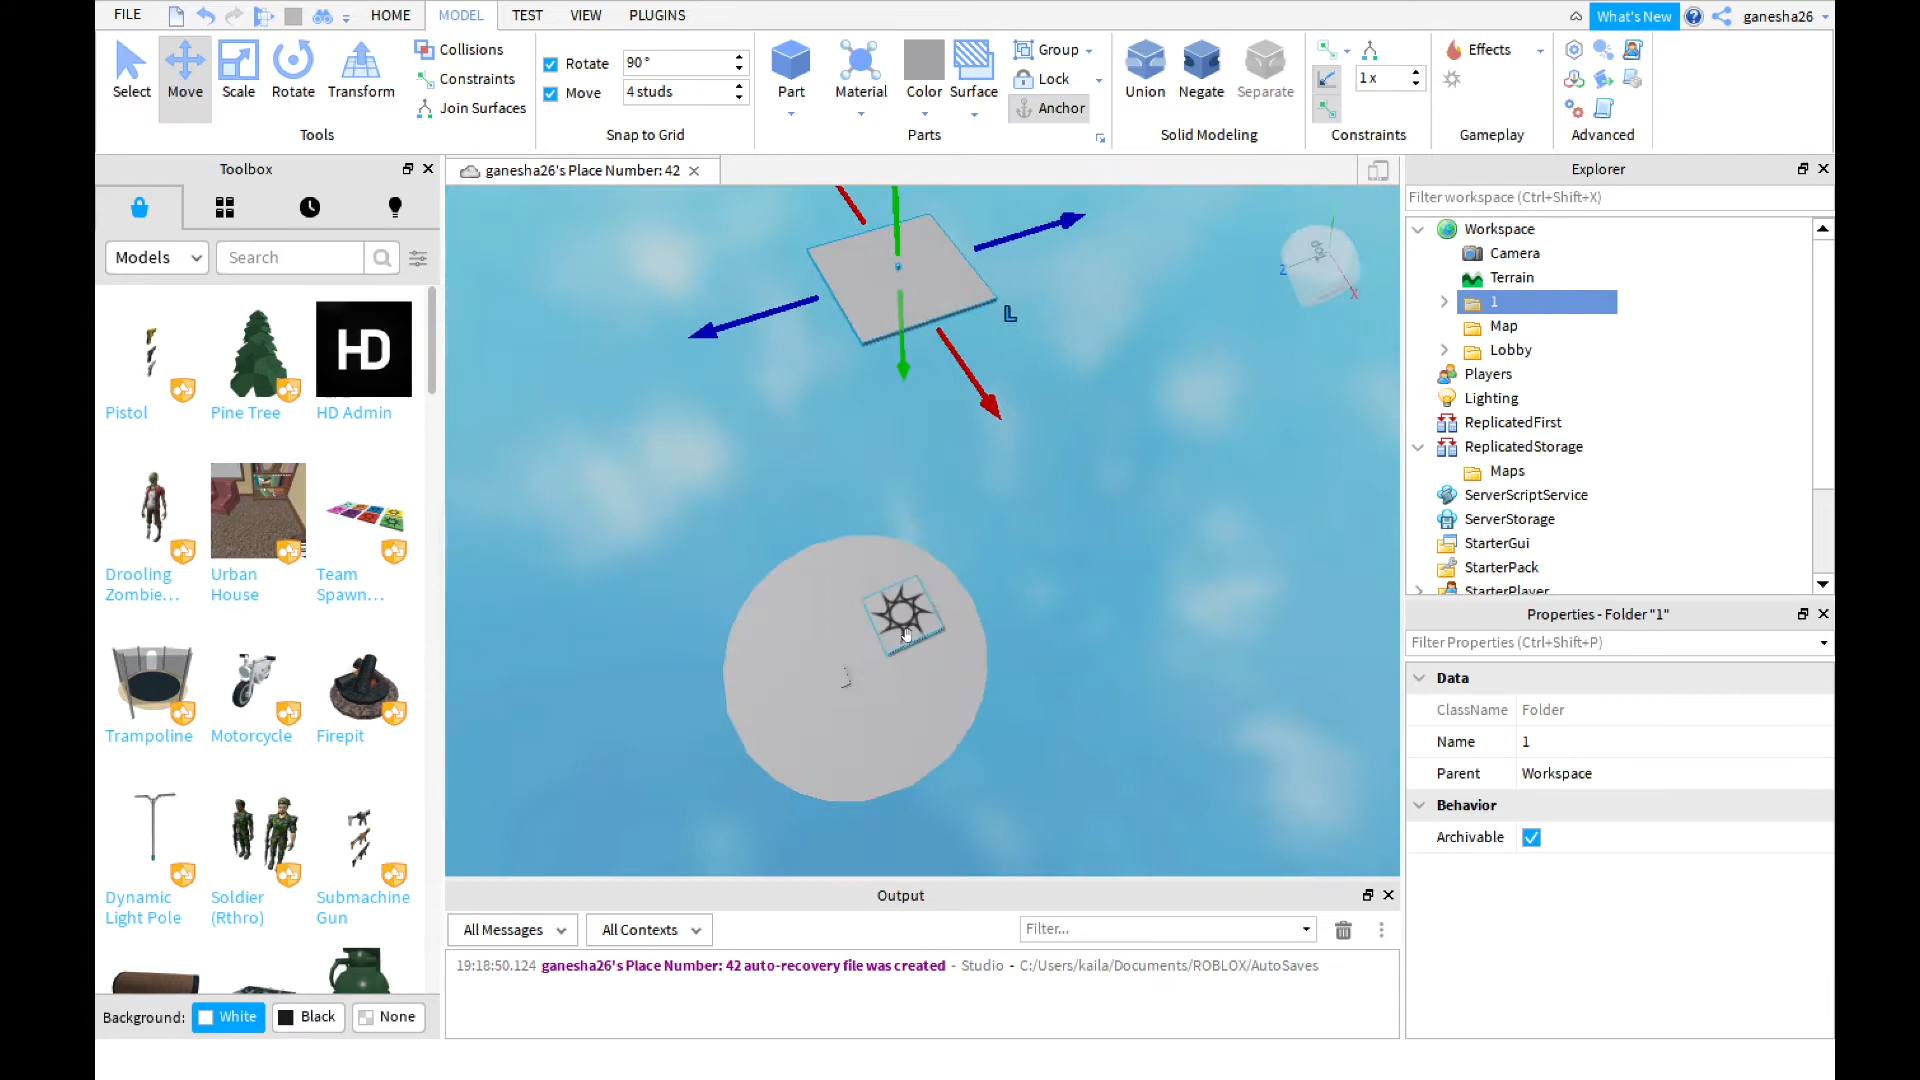 FILE HOME MODEL TEST VIEW PLUGINS What's New ganesha26
Select Move Scale Rotate Transform
Collisions
Constraints
Join Surfaces
Rotate 90°
Move 4 studs
Part Material Color Surface
Group
Lock
Anchor
Union Negate Separate
1 x
Effects
Tools Snap to Grid Parts Solid Modeling Constraints Gameplay Advanced
Toolbox
Models Search
Pistol Pine Tree HD Admin
HD
Drooling Zombie... Urban House Team Spawn...
Trampoline Motorcycle Firepit
Dynamic Light Pole Soldier (Rthro) Submachine Gun
Background: White Black None
ganesha26's Place Number: 42
L
Z
X
Output
All Messages All Contexts Filter...
19:18:50.124 ganesha26's Place Number: 42 auto-recovery file was created - Studio - C:/Users/kaila/Documents/ROBLOX/AutoSaves
Explorer
Filter workspace (Ctrl+Shift+X)
Workspace
Camera
Terrain
1
Map
Lobby
Players
Lighting
ReplicatedFirst
ReplicatedStorage
Maps
ServerScriptService
ServerStorage
StarterGui
StarterPack
StarterPlayer
Properties - Folder "1"
Filter Properties (Ctrl+Shift+P)
Data
ClassName Folder
Name 1
Parent Workspace
Behavior
Archivable